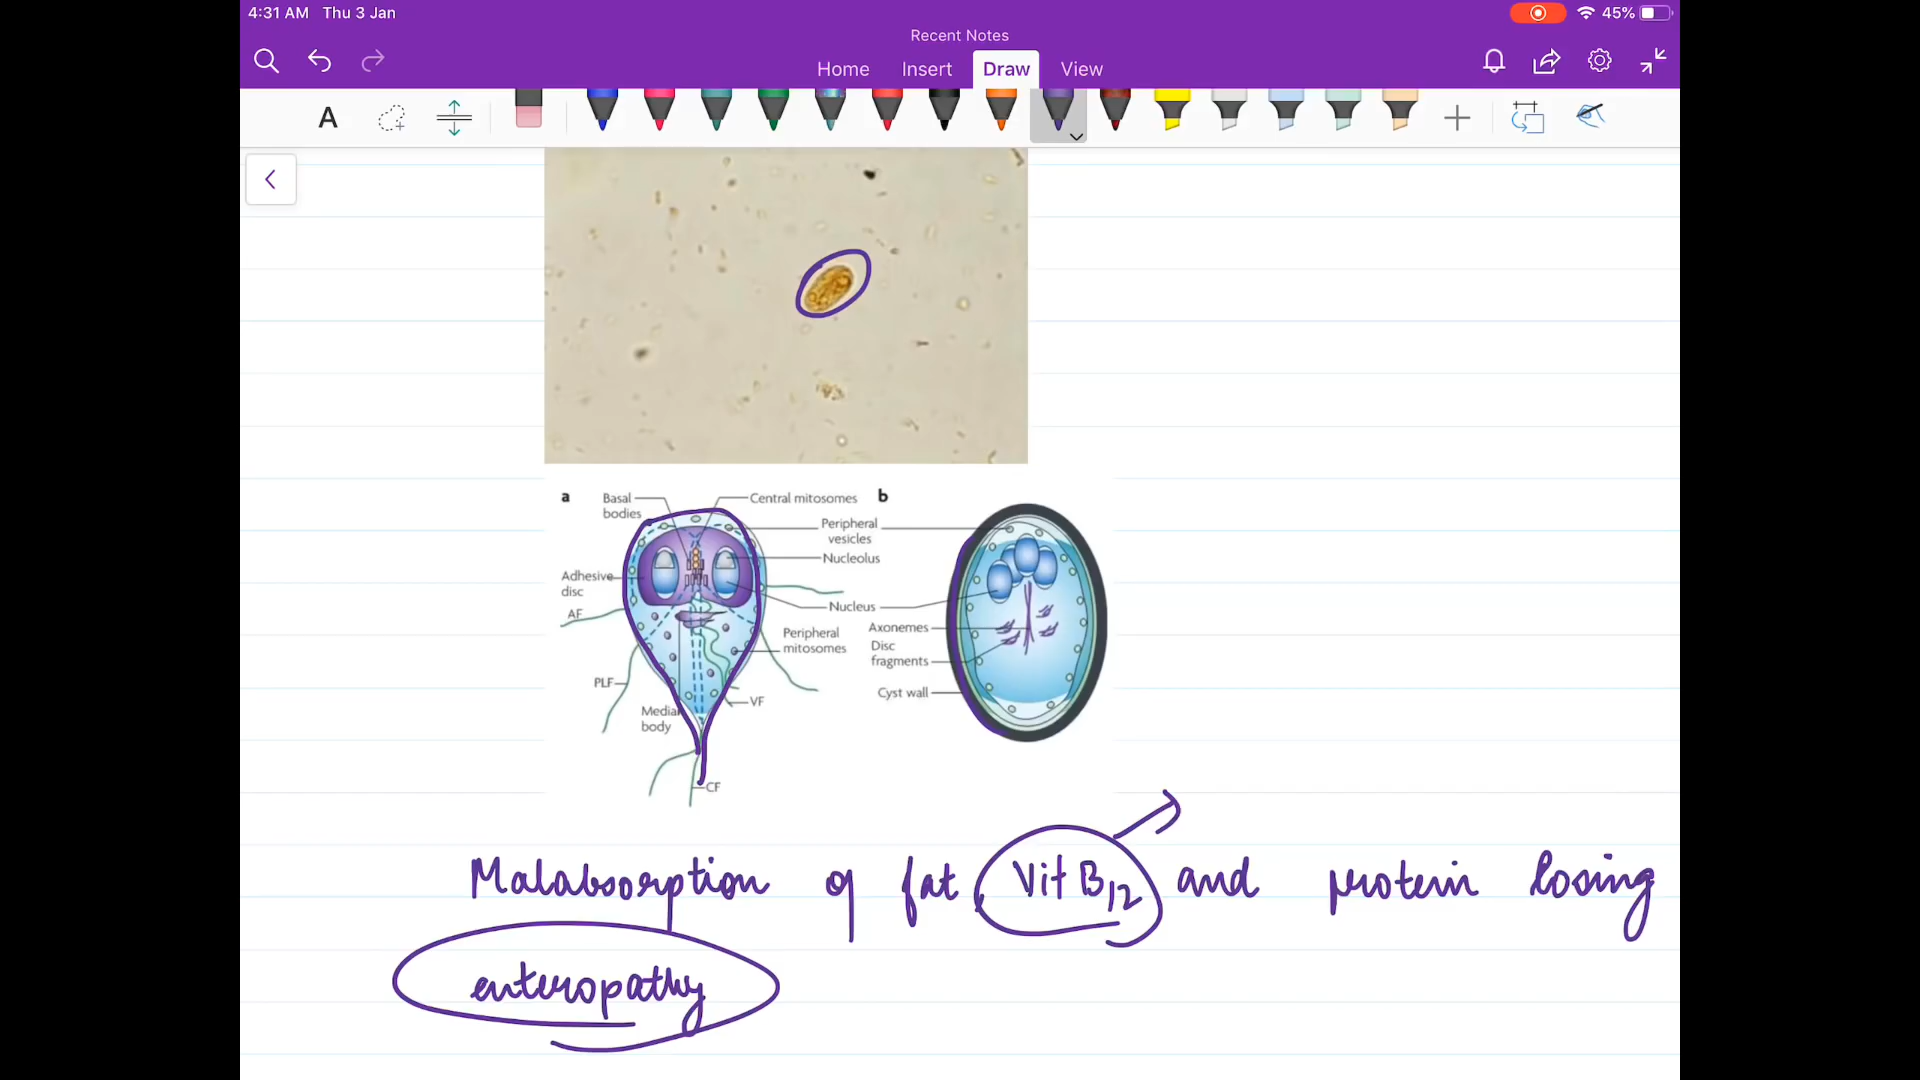 4:31 AM Thu 3 Jan
45%
Recent Notes
Home Insert Draw View
A
a
Basal bodies
Central mitosomes
b
Peripheral vesicles
Nucleolus
Adhesive disc
AF
Nucleus
Axonemes
Peripheral mitosomes
Disc fragments
PLF
Cyst wall
VF
Median body
CF
Malabsorption of fat, Vit B12 and protein losing
enteropathy